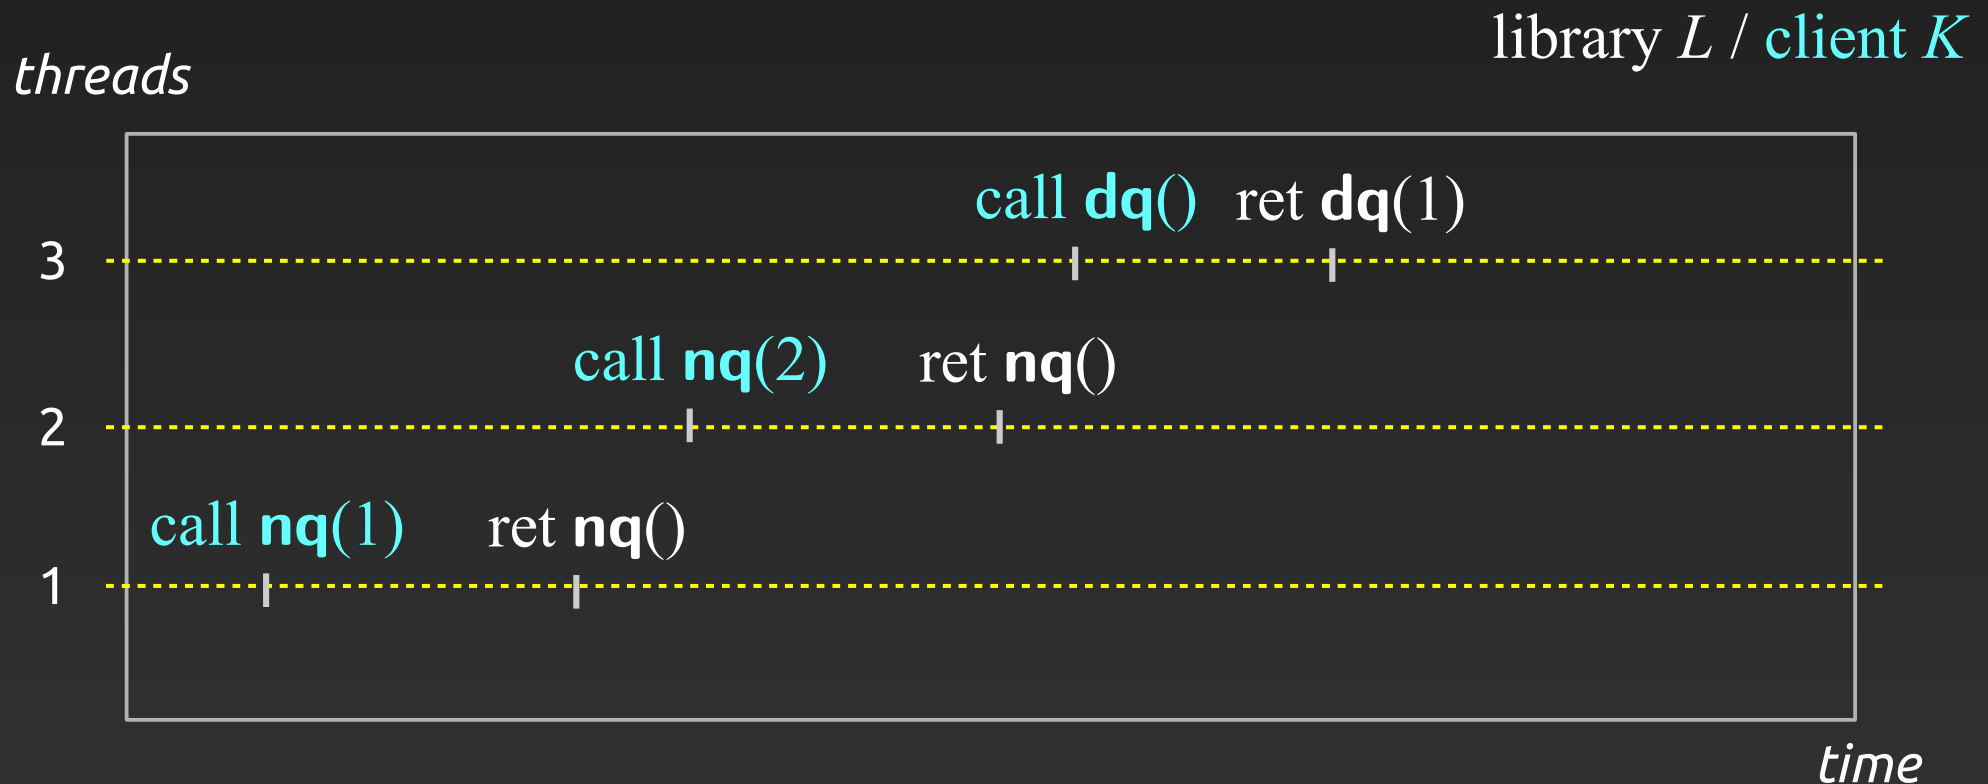 library L / client K
threads
call dq() ret dq(1)
3
call nq(2) ret nq()
2
call nq(1) ret nq()
1
time